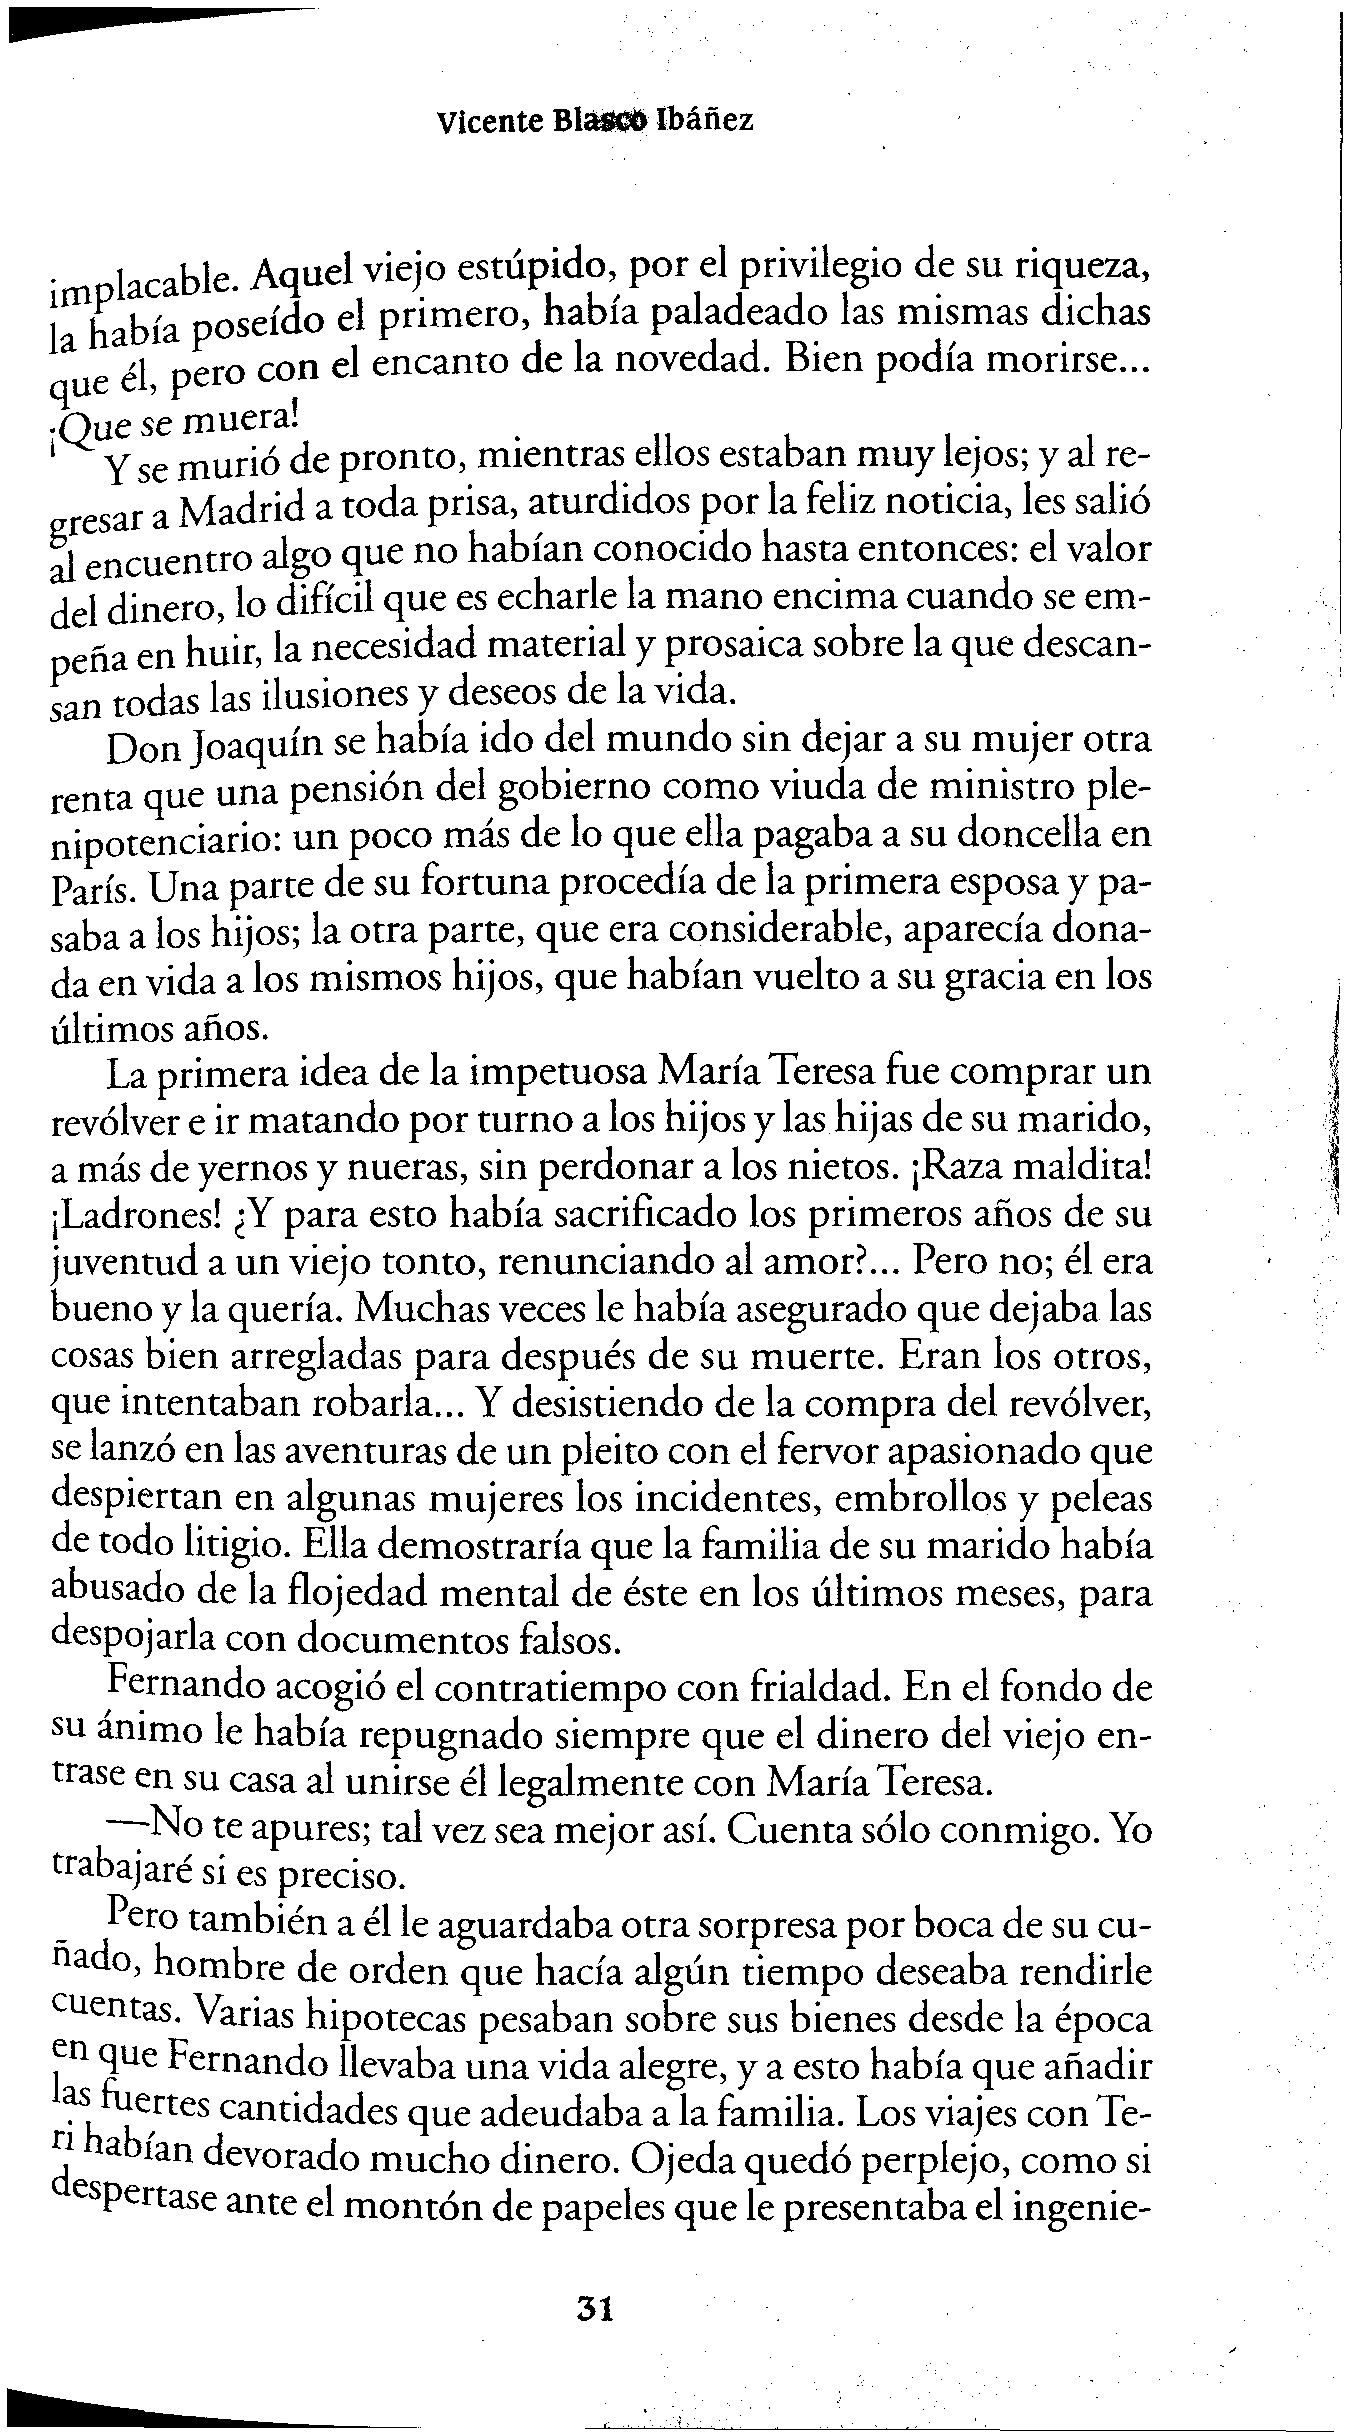 Vicente Blasco Ibáñez
implacable. Aquel viejo estúpido, por el privilegio de su riqueza,
la había poseído el primero, había paladeado las mismas dichas
que él, pero con el encanto de la novedad. Bien podía morirse...
¡Que se muera!
Y se murió de pronto, mientras ellos estaban muy lejos; y al re-
gresar a Madrid a toda prisa, aturdidos por la feliz noticia, les salió
al encuentro algo que no habían conocido hasta entonces: el valor
del dinero, lo difícil que es echarle la mano encima cuando se em-
peña en huir, la necesidad material y prosaica sobre la que descan-
san todas las ilusiones y deseos de la vida.
Don Joaquín se había ido del mundo sin dejar a su mujer otra
renta que una pensión del gobierno como viuda de ministro ple-
nipotenciario: un poco más de lo que ella pagaba a su doncella en
París. Una parte de su fortuna procedía de la primera esposa y pa-
saba a los hijos; la otra parte, que era considerable, aparecía dona-
da en vida a los mismos hijos, que habían vuelto a su gracia en los
últimos años.
La primera idea de la impetuosa María Teresa fue comprar un
revólver e ir matando por turno a los hijos y las hijas de su marido,
a más de yernos y nueras, sin perdonar a los nietos. ¡Raza maldita!
¡Ladrones! ¿Y para esto había sacrificado los primeros años de su
juventud a un viejo tonto, renunciando al amor?... Pero no; él era
bueno y la quería. Muchas veces le había asegurado que dejaba las
cosas bien arregladas para después de su muerte. Eran los otros,
que intentaban robarla... Y desistiendo de la compra del revólver,
se lanzó en las aventuras de un pleito con el fervor apasionado que
despiertan en algunas mujeres los incidentes, embrollos y peleas
de todo litigio. Ella demostraría que la familia de su marido había
abusado de la flojedad mental de éste en los últimos meses, para
despojarla con documentos falsos.
Fernando acogió el contratiempo con frialdad. En el fondo de
su ánimo le había repugnado siempre que el dinero del viejo en-
trase en su casa al unirse él legalmente con María Teresa.
—No te apures; tal vez sea mejor así. Cuenta sólo conmigo. Yo
trabajaré si es preciso.
Pero también a él le aguardaba otra sorpresa por boca de su cu-
ñado, hombre de orden que hacía algún tiempo deseaba rendirle
cuentas. Varias hipotecas pesaban sobre sus bienes desde la época
en que Fernando llevaba una vida alegre, y a esto había que añadir
las fuertes cantidades que adeudaba a la familia. Los viajes con Te-
ri habían devorado mucho dinero. Ojeda quedó perplejo, como si
despertase ante el montón de papeles que le presentaba el ingenie-
31